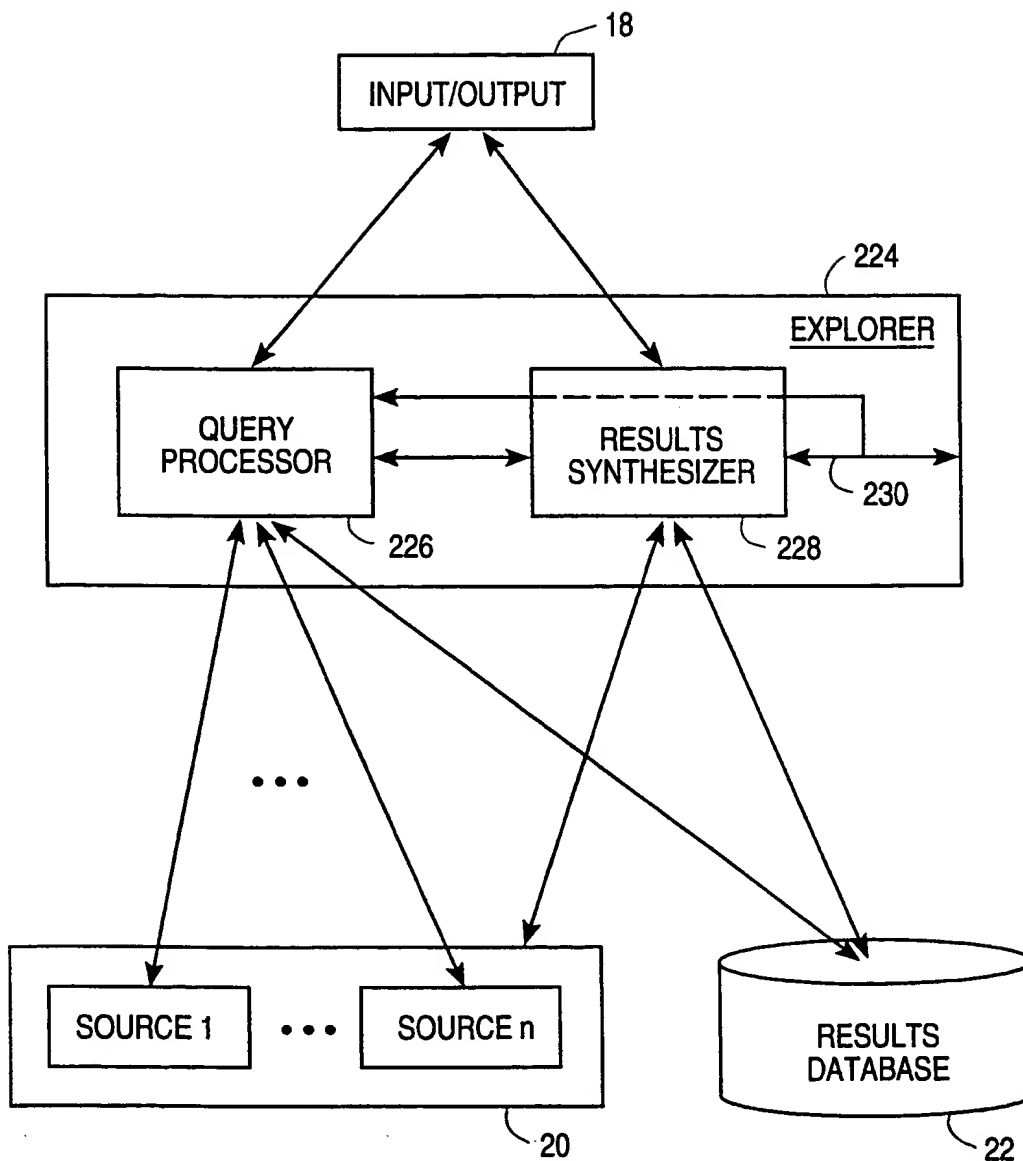 18
INPUT/OUTPUT
224
EXPLORER
QUERY
PROCESSOR
RESULTS
SYNTHESIZER
230
226
228
SOURCE 1
SOURCE n
RESULTS
DATABASE
20
22